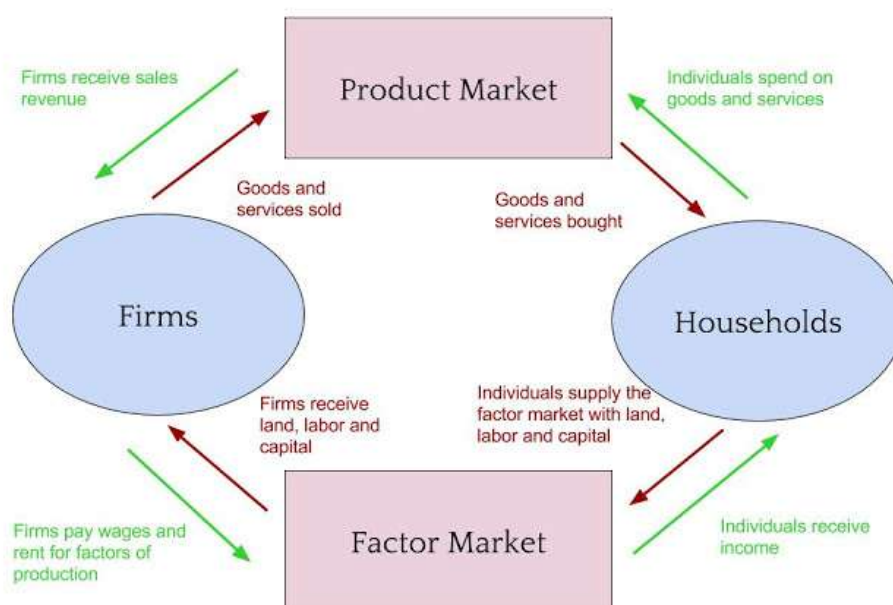 Firms receive sales
revenue
Product Market
Individuals spend on
goods and services
Goods and
services sold
Goods and
services bought
Firms
Households
Firms receive
land, labor and
capital
Individuals supply the
factor market with land,
labor and capital
Firms pay wages and
rent for factors of
production
Factor Market
Individuals receive
income